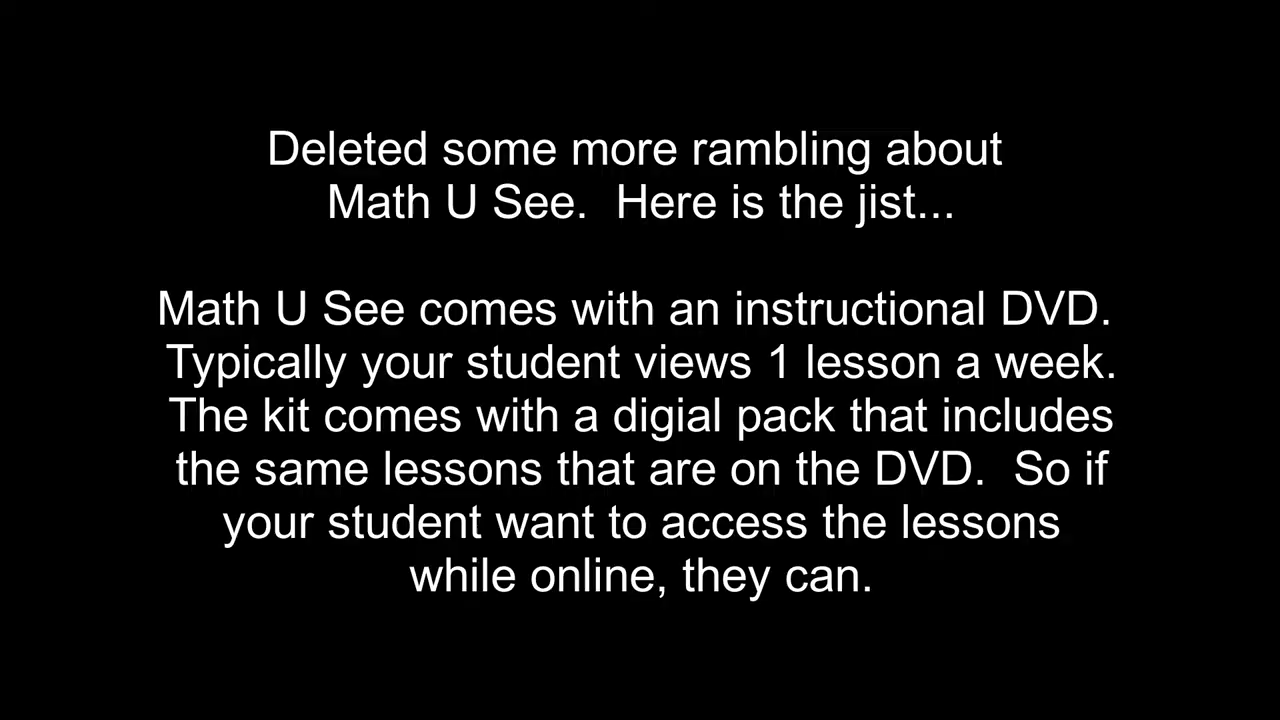 Deleted some more rambling about
Math U See.  Here is the jist...
Math U See comes with an instructional DVD.
Typically your student views 1 lesson a week.
The kit comes with a digial pack that includes
the same lessons that are on the DVD.  So if
your student want to access the lessons
while online, they can.